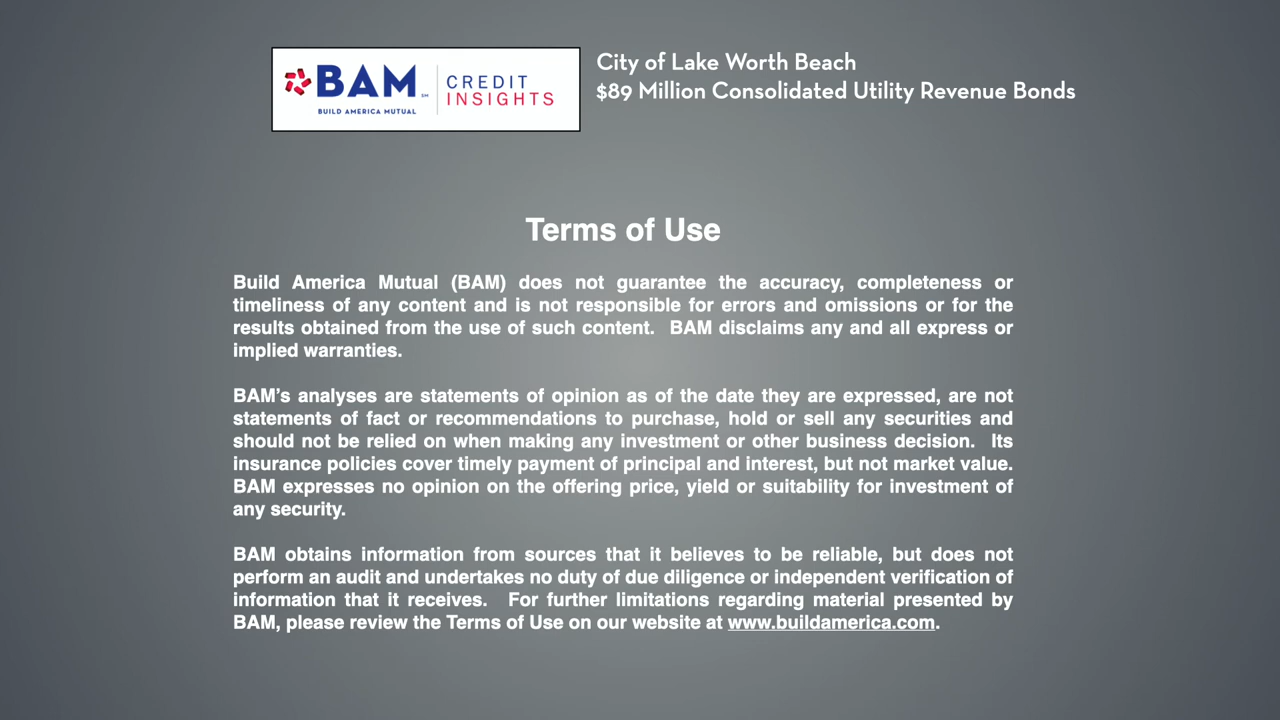 BAM SM
BUILD AMERICA MUTUAL
CREDIT
INSIGHTS
City of Lake Worth Beach
$89 Million Consolidated Utility Revenue Bonds
Terms of Use
Build America Mutual (BAM) does not guarantee the accuracy, completeness or
timeliness of any content and is not responsible for errors and omissions or for the
results obtained from the use of such content.  BAM disclaims any and all express or
implied warranties.
BAM’s analyses are statements of opinion as of the date they are expressed, are not
statements of fact or recommendations to purchase, hold or sell any securities and
should not be relied on when making any investment or other business decision.  Its
insurance policies cover timely payment of principal and interest, but not market value.
BAM expresses no opinion on the offering price, yield or suitability for investment of
any security.
BAM obtains information from sources that it believes to be reliable, but does not
perform an audit and undertakes no duty of due diligence or independent verification of
information that it receives.  For further limitations regarding material presented by
BAM, please review the Terms of Use on our website at www.buildamerica.com.